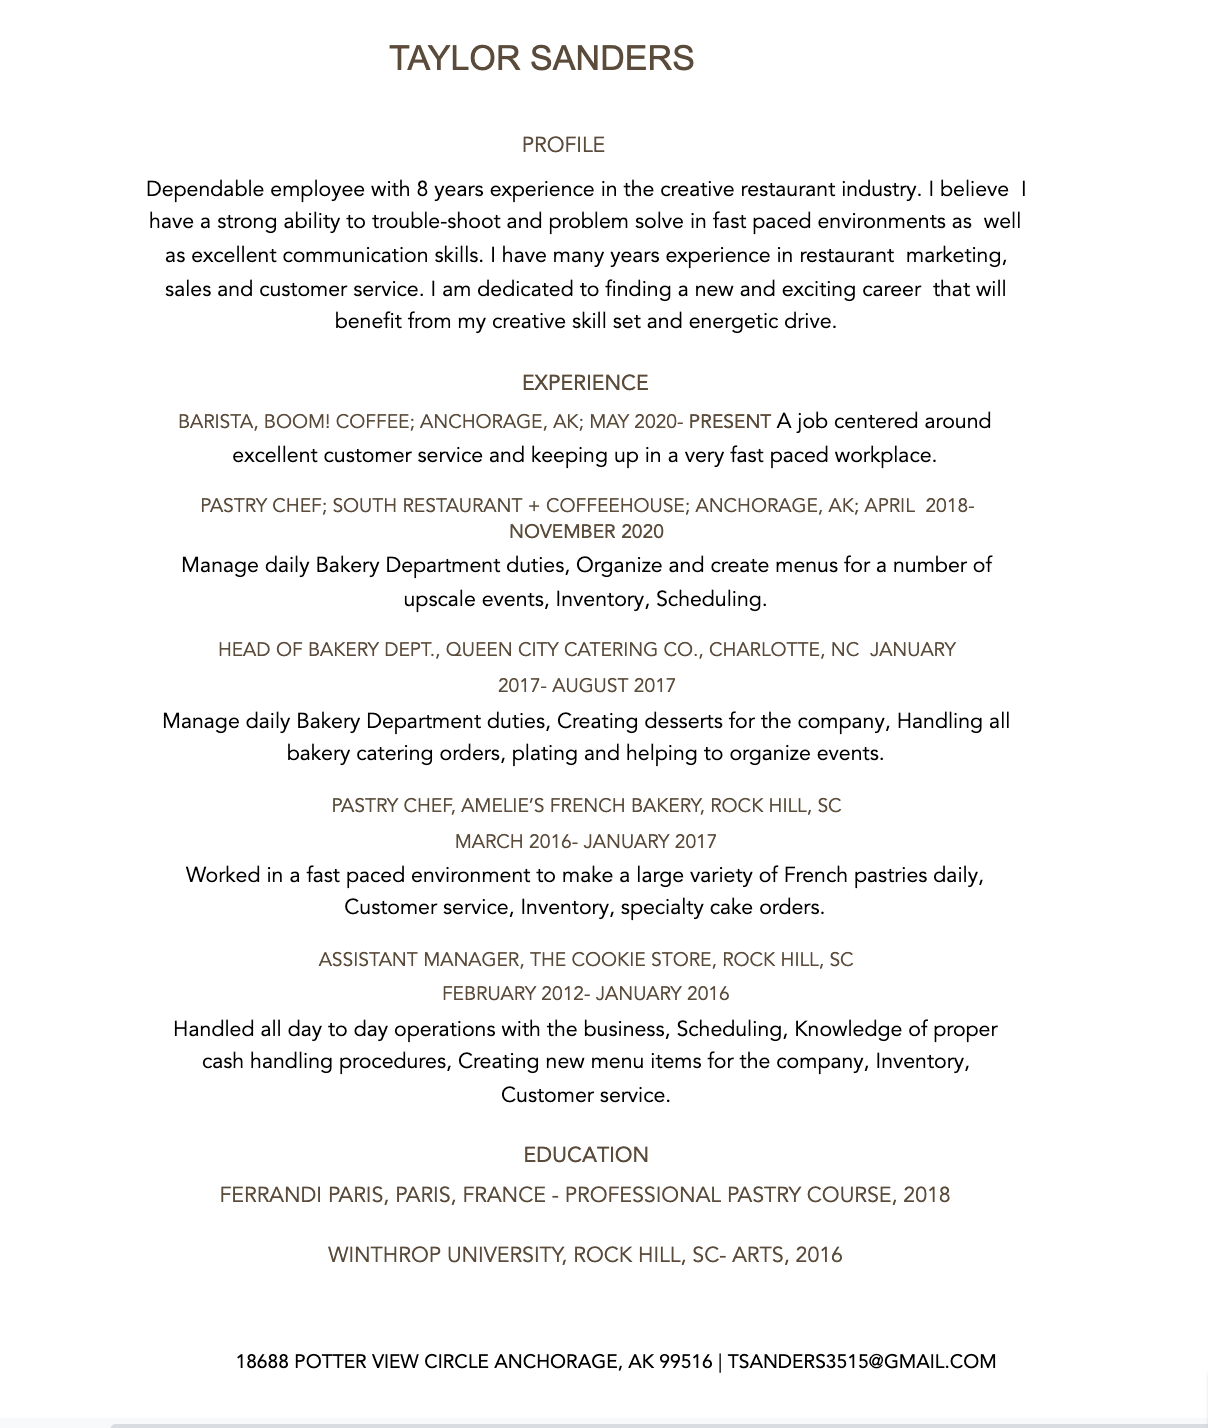 TAYLOR SANDERS
PROFILE
Dependable employee with 8 years experience in the creative restaurant industry. I believe I
have a strong ability to trouble-shoot and problem solve in fast paced environments as well
as excellent communication skills. I have many years experience in restaurant marketing,
sales and customer service. I am dedicated to finding a new and exciting career that will
benefit from my creative skill set and energetic drive.
EXPERIENCE
BARISTA, BOOM! COFFEE; ANCHORAGE, AK; MAY 2020- PRESENT A job centered around
excellent customer service and keeping up in a very fast paced workplace.
PASTRY CHEF; SOUTH RESTAURANT + COFFEEHOUSE; ANCHORAGE, AK; APRIL 2018-
NOVEMBER 2020
Manage daily Bakery Department duties, Organize and create menus for a number of
upscale events, Inventory, Scheduling.
HEAD OF BAKERY DEPT., QUEEN CITY CATERING CO., CHARLOTTE, NC JANUARY
2017- AUGUST 2017
Manage daily Bakery Department duties, Creating desserts for the company, Handling all
bakery catering orders, plating and helping to organize events.
PASTRY CHEF, AMELIE'S FRENCH BAKERY, ROCK HILL, SC
MARCH 2016- JANUARY 2017
Worked in a fast paced environment to make a large variety of French pastries daily,
Customer service, Inventory, specialty cake orders.
ASSISTANT MANAGER, THE COOKIE STORE, ROCK HILL, SC
FEBRUARY 2012- JANUARY 2016
Handled all day to day operations with the business, Scheduling, Knowledge of proper
cash handling procedures, Creating new menu items for the company, Inventory,
Customer service.
EDUCATION
FERRANDI PARIS, PARIS, FRANCE - PROFESSIONAL PASTRY COURSE, 2018
WINTHROP UNIVERSITY, ROCK HILL, SC- ARTS, 2016
18688 POTTER VIEW CIRCLE ANCHORAGE, AK 99516 | TSANDERS3515@GMAIL.COM